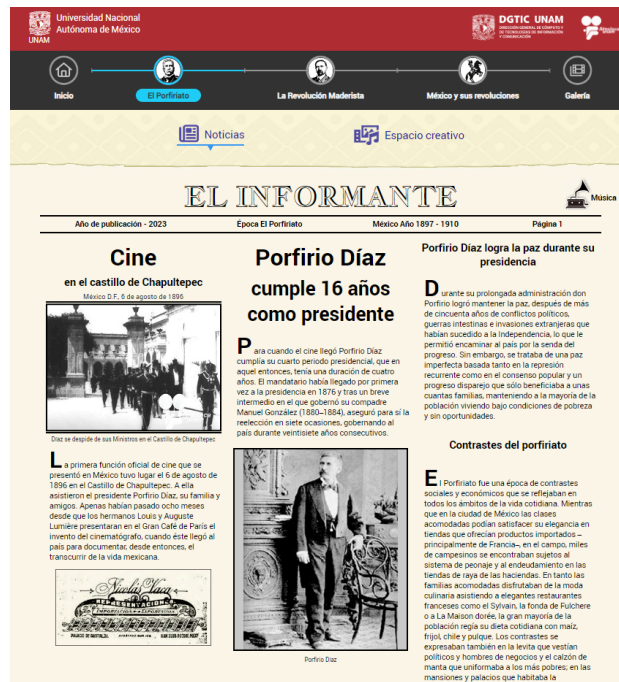 Universidad Nacional
Autónoma de México
UNAM
DGTIC UNAM
DIRECCIÓN GENERAL DE CÓMPUTO Y
DE TECNOLOGÍAS DE INFORMACIÓN
Y COMUNICACIÓN
Inicio
El Porfiriato
La Revolución Maderista
México y sus revoluciones
Galería
Noticias
Espacio creativo
EL INFORMANTE
Música
Año de publicación - 2023
Época El Porfiriato
México Año 1897 - 1910
Página 1
Cine
en el castillo de Chapultepec
México D.F, 6 de agosto de 1896
Díaz se despide de sus Ministros en el Castillo de Chapultepec
La primera función oficial de cine que se
presentó en México tuvo lugar el 6 de agosto de
1896 en el Castillo de Chapultepec. A ella
asistieron el presidente Porfirio Díaz, su familia y
amigos. Apenas habían pasado ocho meses
desde que los hermanos Louis y Auguste
Lumière presentaran en el Gran Café de París el
invento del cinematógrafo, cuando éste llegó al
país para documentar, desde entonces, el
transcurrir de la vida mexicana.
Nicolás Vaca
REPRESENTACIONES
IMPORTACION Y EXPORTACION
Porfirio Díaz
cumple 16 años
como presidente
Para cuando el cine llegó Porfirio Díaz
cumplía su cuarto periodo presidencial, que en
aquel entonces, tenía una duración de cuatro
años. El mandatario había llegado por primera
vez a la presidencia en 1876 y tras un breve
intermedio en el que gobernó su compadre
Manuel González (1880–1884), aseguró para sí la
reelección en siete ocasiones, gobernando al
país durante veintisiete años consecutivos.
Porfirio Díaz
Porfirio Díaz logra la paz durante su
presidencia
Durante su prolongada administración don
Porfirio logró mantener la paz, después de más
de cincuenta años de conflictos políticos,
guerras intestinas e invasiones extranjeras que
habían sucedido a la Independencia, lo que le
permitió encaminar al país por la senda del
progreso. Sin embargo, se trataba de una paz
imperfecta basada tanto en la represión
recurrente como en el consenso popular y un
progreso disparejo que sólo beneficiaba a unas
cuantas familias, manteniendo a la mayoría de la
población viviendo bajo condiciones de pobreza
y sin oportunidades.
Contrastes del porfiriato
El Porfiriato fue una época de contrastes
sociales y económicos que se reflejaban en
todos los ámbitos de la vida cotidiana. Mientras
que en la ciudad de México las clases
acomodadas podían satisfacer su elegancia en
tiendas que ofrecían productos importados –
principalmente de Francia–, en el campo, miles
de campesinos se encontraban sujetos al
sistema de peonaje y al endeudamiento en las
tiendas de raya de las haciendas. En tanto las
familias acomodadas disfrutaban de la moda
culinaria asistiendo a elegantes restaurantes
franceses como el Sylvain, la fonda de Fulchere
o a La Maison dorée, la gran mayoría de la
población regía su dieta cotidiana con maíz,
frijol, chile y pulque. Los contrastes se
expresaban también en la levita que vestían
políticos y hombres de negocios y el calzón de
manta que uniformaba a los más pobres; en las
mansiones y palacios que habitaba la